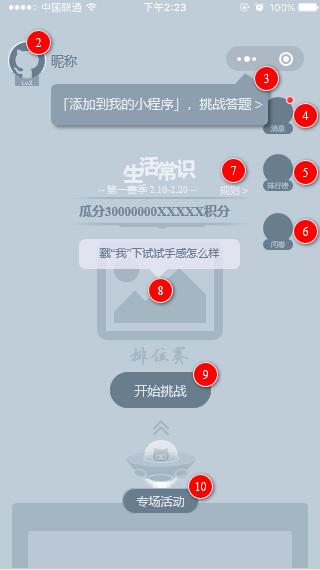 中国联通
下午2:23
100%
2
昵称
Lv.2
3
「添加到我的小程序」，挑战答题 >
4
消息
生活常识
7
5
-- 第一赛季 2.10-2.20 --
规则 >
排行榜
瓜分30000000XXXXX积分
6
问卷
戳“我”下试试手感怎么样
8
排位赛
9
开始挑战
10
专场活动